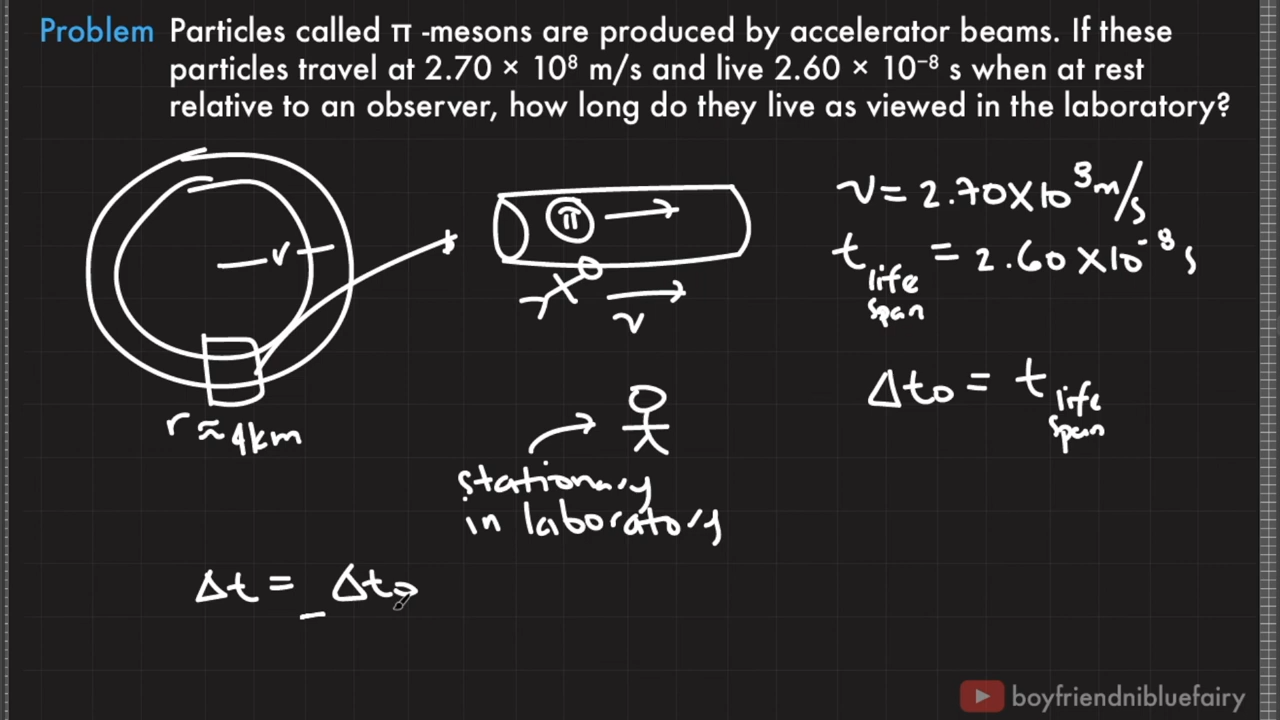 Problem Particles called π -mesons are produced by accelerator beams. If these
particles travel at 2.70 × 10⁸ m/s and live 2.60 × 10⁻⁸ s when at rest
relative to an observer, how long do they live as viewed in the laboratory?
r
r ≈ 4km
π
v
stationary
in laboratory
v = 2.70×10⁸ m/s
t life span = 2.60×10⁻⁸ s
Δt₀ = t life span
Δt = Δt₀
boyfriendnibluefairy